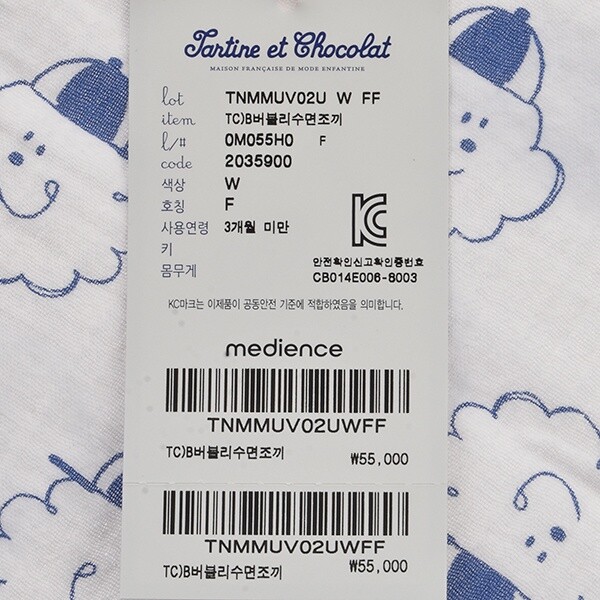 Tartine et Chocolat
MAISON FRANÇAISE DE MODE ENFANTINE
lot TNMMUV02U W FF
item TC)B버블리수면조끼
l/# 0M055H0 F
code 2035900
색상 W
호칭 F
사용연령 3개월 미만
키
몸무게
안전확인신고확인증번호
CB014E006-8003
KC마크는 이제품이 공통안전 기준에 적합하였음을 의미합니다.
medience
TNMMUV02UWFF
TC)B버블리수면조끼 ₩55,000
TNMMUV02UWFF
TC)B버블리수면조끼 ₩55,000